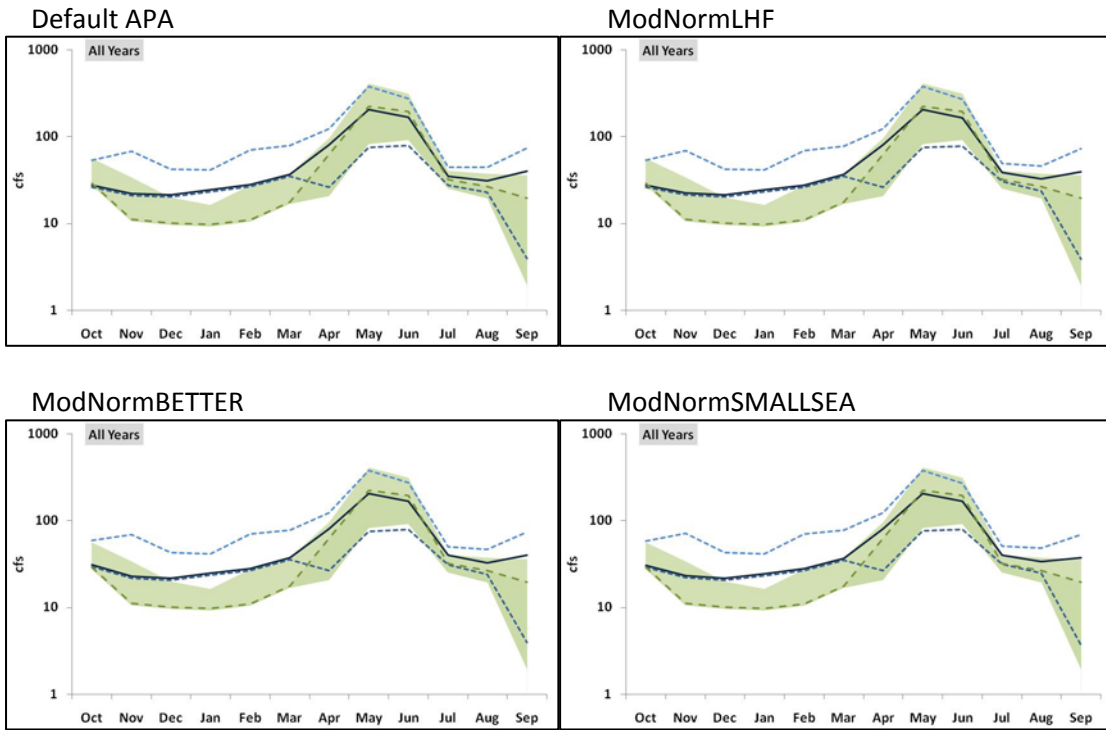 Default APA
ModNormLHF
1000
All Years
100
cfs
10
1
Oct Nov Dec Jan Feb Mar Apr May Jun Jul Aug Sep
1000
All Years
100
cfs
10
1
Oct Nov Dec Jan Feb Mar Apr May Jun Jul Aug Sep
ModNormBETTER
ModNormSMALLSEA
1000
All Years
100
cfs
10
1
Oct Nov Dec Jan Feb Mar Apr May Jun Jul Aug Sep
1000
All Years
100
cfs
10
1
Oct Nov Dec Jan Feb Mar Apr May Jun Jul Aug Sep